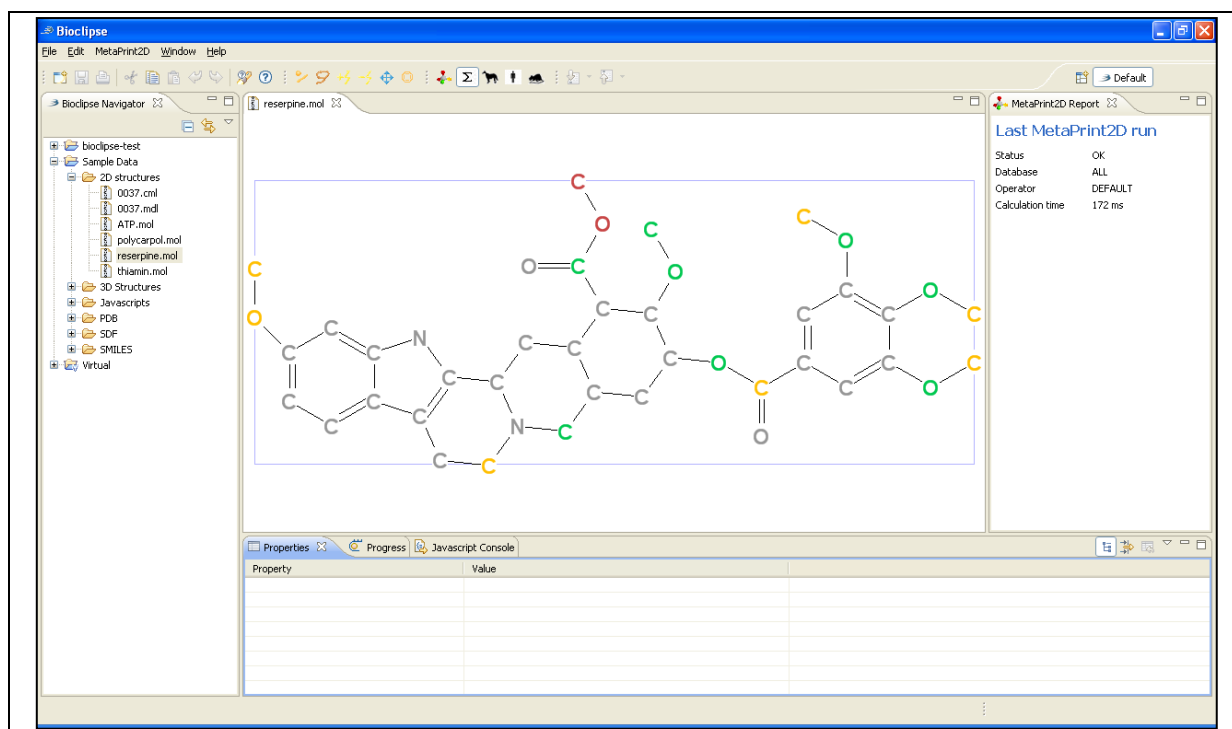 Bioclipse
File Edit MetaPrint2D Window Help
Σ
Default
Bioclipse Navigator
reserpine.mol
MetaPrint2D Report
bioclipse-test
Sample Data
2D structures
0037.cml
0037.mdl
ATP.mol
polycarpol.mol
reserpine.mol
thiamin.mol
3D Structures
Javascripts
PDB
SDF
SMILES
Virtual
C
C
O C O
O C O
C C O C
O C C C C O C
C C N C C C
C C C C C O C C C C
C C C C C C C O
C C C N C O
C C
Last MetaPrint2D run
Status OK
Database ALL
Operator DEFAULT
Calculation time 172 ms
Properties Progress Javascript Console
Property Value